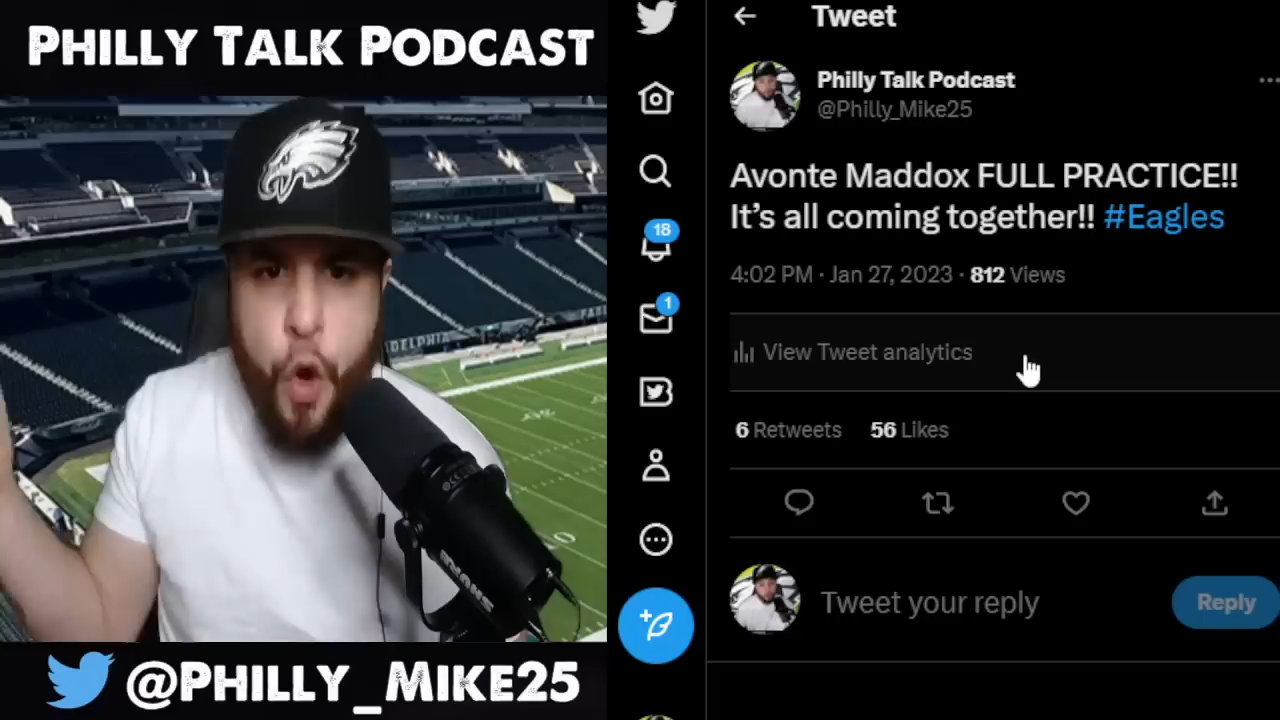 PHILLY TALK PODCAST
DELPHIA
SHURE
@PHILLY_MIKE25
Tweet
Philly Talk Podcast
@Philly_Mike25
Avonte Maddox FULL PRACTICE!!
It's all coming together!! #Eagles
4:02 PM · Jan 27, 2023 · 812 Views
18
1
View Tweet analytics
6 Retweets 56 Likes
Tweet your reply
Reply